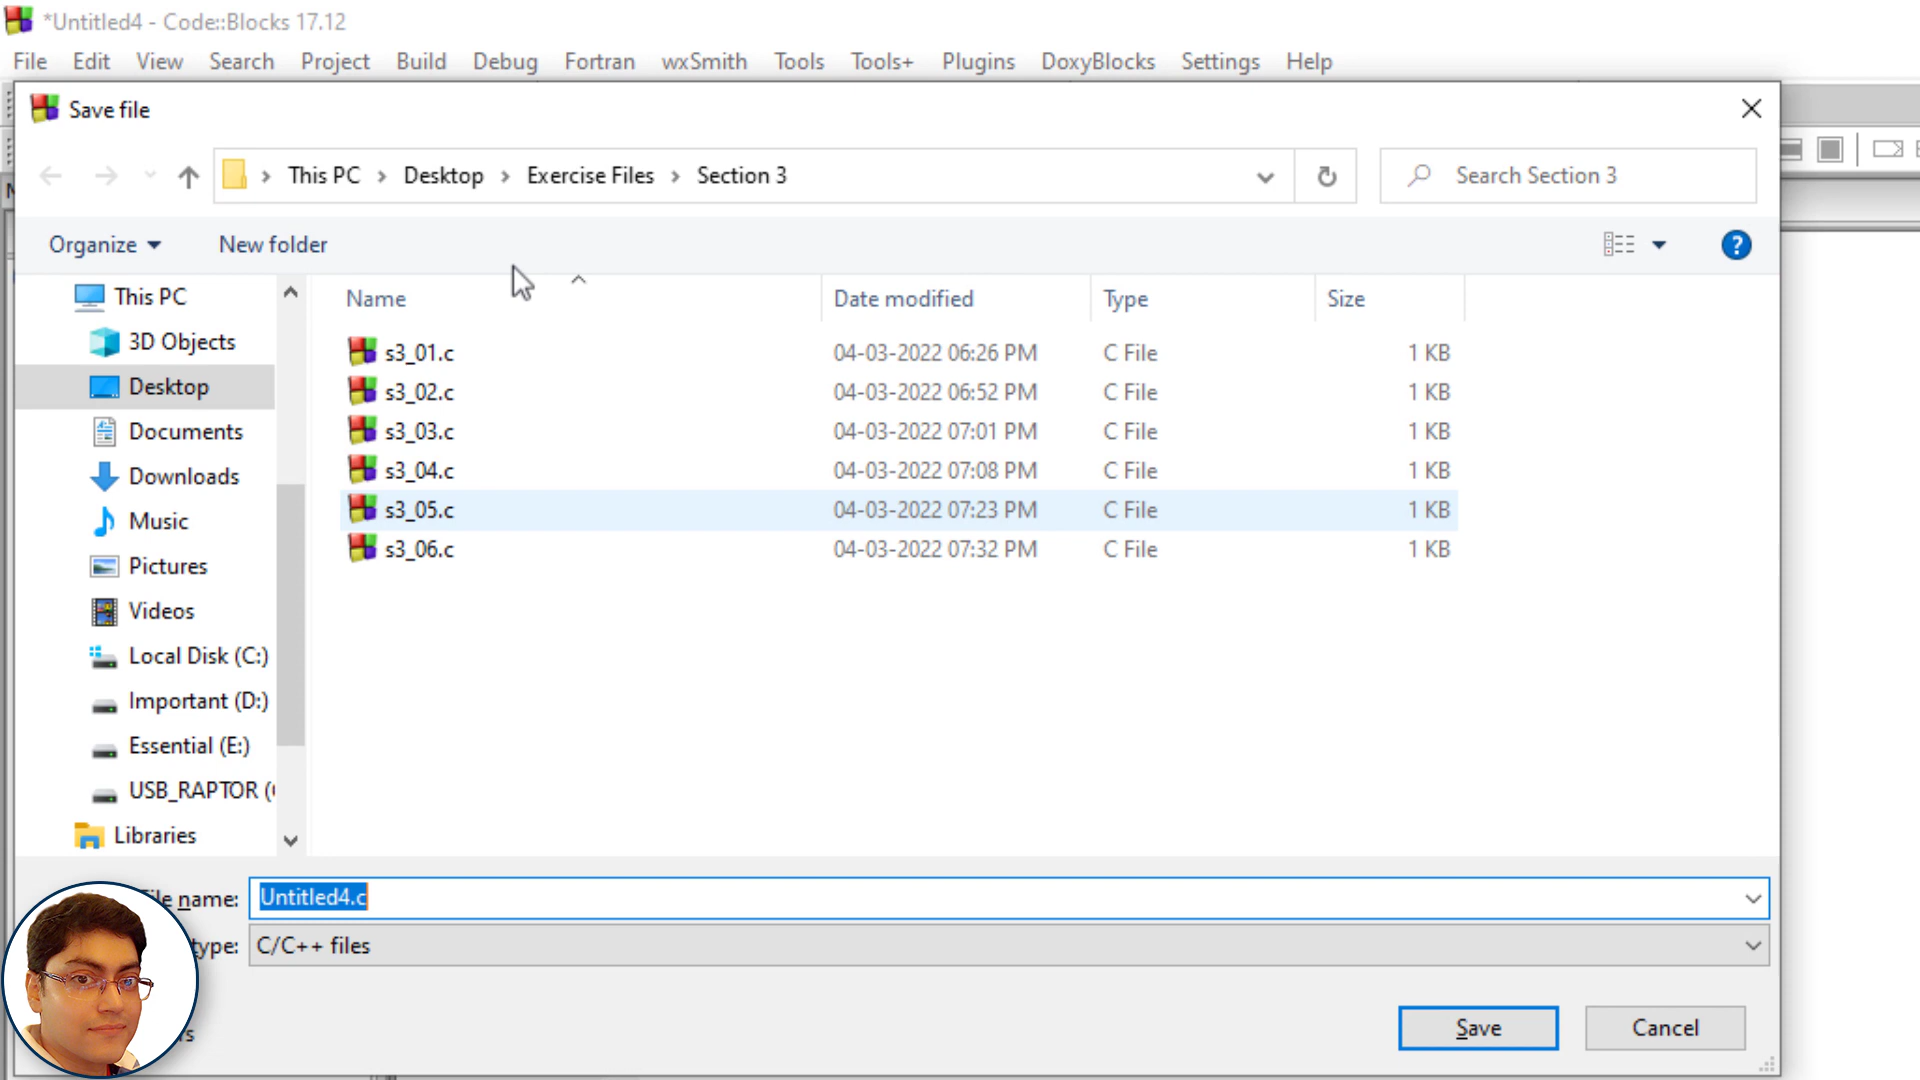 *Untitled4 - Code::Blocks 17.12
File Edit View Search Project Build Debug Fortran wxSmith Tools Tools+ Plugins DoxyBlocks Settings Help
Save file
This PC > Desktop > Exercise Files > Section 3
Search Section 3
Organize New folder
?
Name Date modified Type Size
s3_01.c 04-03-2022 06:26 PM C File 1 KB
s3_02.c 04-03-2022 06:52 PM C File 1 KB
s3_03.c 04-03-2022 07:01 PM C File 1 KB
s3_04.c 04-03-2022 07:08 PM C File 1 KB
s3_05.c 04-03-2022 07:23 PM C File 1 KB
s3_06.c 04-03-2022 07:32 PM C File 1 KB
This PC
3D Objects
Desktop
Documents
Downloads
Music
Pictures
Videos
Local Disk (C:)
Important (D:)
Essential (E:)
USB_RAPTOR (
Libraries
name: Untitled4.c
type: C/C++ files
Save Cancel